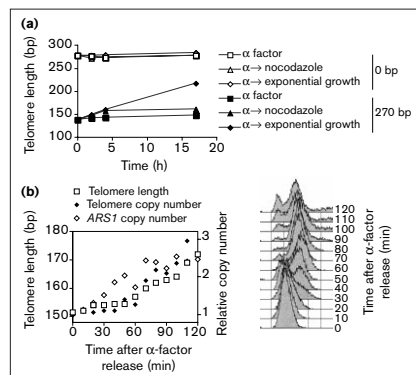 (a)
Telomere length (bp)
300
250
200
150
100
0 5 10 15 20
Time (h)
α factor
α→ nocodazole
α→ exponential growth
0 bp
α factor
α→ nocodazole
α→ exponential growth
270 bp
(b)
Telomere length
Telomere copy number
ARS1 copy number
Telomere length (bp)
180
170
160
150
3
2
1
Relative copy number
0 30 60 90 120
Time after α-factor
release (min)
120
110
100
90
80
70
60
50
40
30
20
10
0
Time after α-factor
release (min)